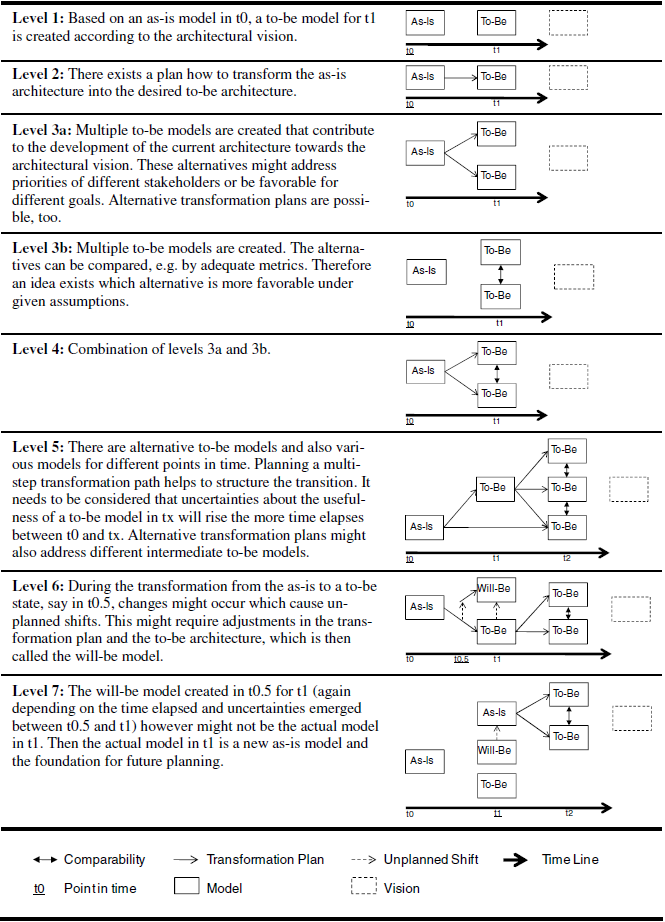 Level 1: Based on an as-is model in t0, a to-be model for t1
is created according to the architectural vision.
As-Is
To-Be
t0
t1
Level 2: There exists a plan how to transform the as-is
architecture into the desired to-be architecture.
As-Is
To-Be
t0
t1
Level 3a: Multiple to-be models are created that contribute
to the development of the current architecture towards the
architectural vision. These alternatives might address
priorities of different stakeholders or be favorable for
different goals. Alternative transformation plans are possi-
ble, too.
To-Be
As-Is
To-Be
t0
t1
Level 3b: Multiple to-be models are created. The alterna-
tives can be compared, e.g. by adequate metrics. Therefore
an idea exists which alternative is more favorable under
given assumptions.
To-Be
As-Is
To-Be
t0
t1
Level 4: Combination of levels 3a and 3b.
To-Be
As-Is
To-Be
t0
t1
Level 5: There are alternative to-be models and also vari-
ous models for different points in time. Planning a multi-
step transformation path helps to structure the transition. It
needs to be considered that uncertainties about the useful-
ness of a to-be model in tx will rise the more time elapses
between t0 and tx. Alternative transformation plans might
also address different intermediate to-be models.
To-Be
To-Be
To-Be
As-Is
To-Be
t0
t1
t2
Level 6: During the transformation from the as-is to a to-be
state, say in t0.5, changes might occur which cause un-
planned shifts. This might require adjustments in the trans-
formation plan and the to-be architecture, which is then
called the will-be model.
Will-Be
To-Be
As-Is
To-Be
To-Be
t0
t0.5
t1
Level 7: The will-be model created in t0.5 for t1 (again
depending on the time elapsed and uncertainties emerged
between t0.5 and t1) however might not be the actual model
in t1. Then the actual model in t1 is a new as-is model and
the foundation for future planning.
To-Be
As-Is
To-Be
Will-Be
As-Is
To-Be
t0
t1
t2
Comparability
Transformation Plan
Unplanned Shift
Time Line
t0
Point in time
Model
Vision